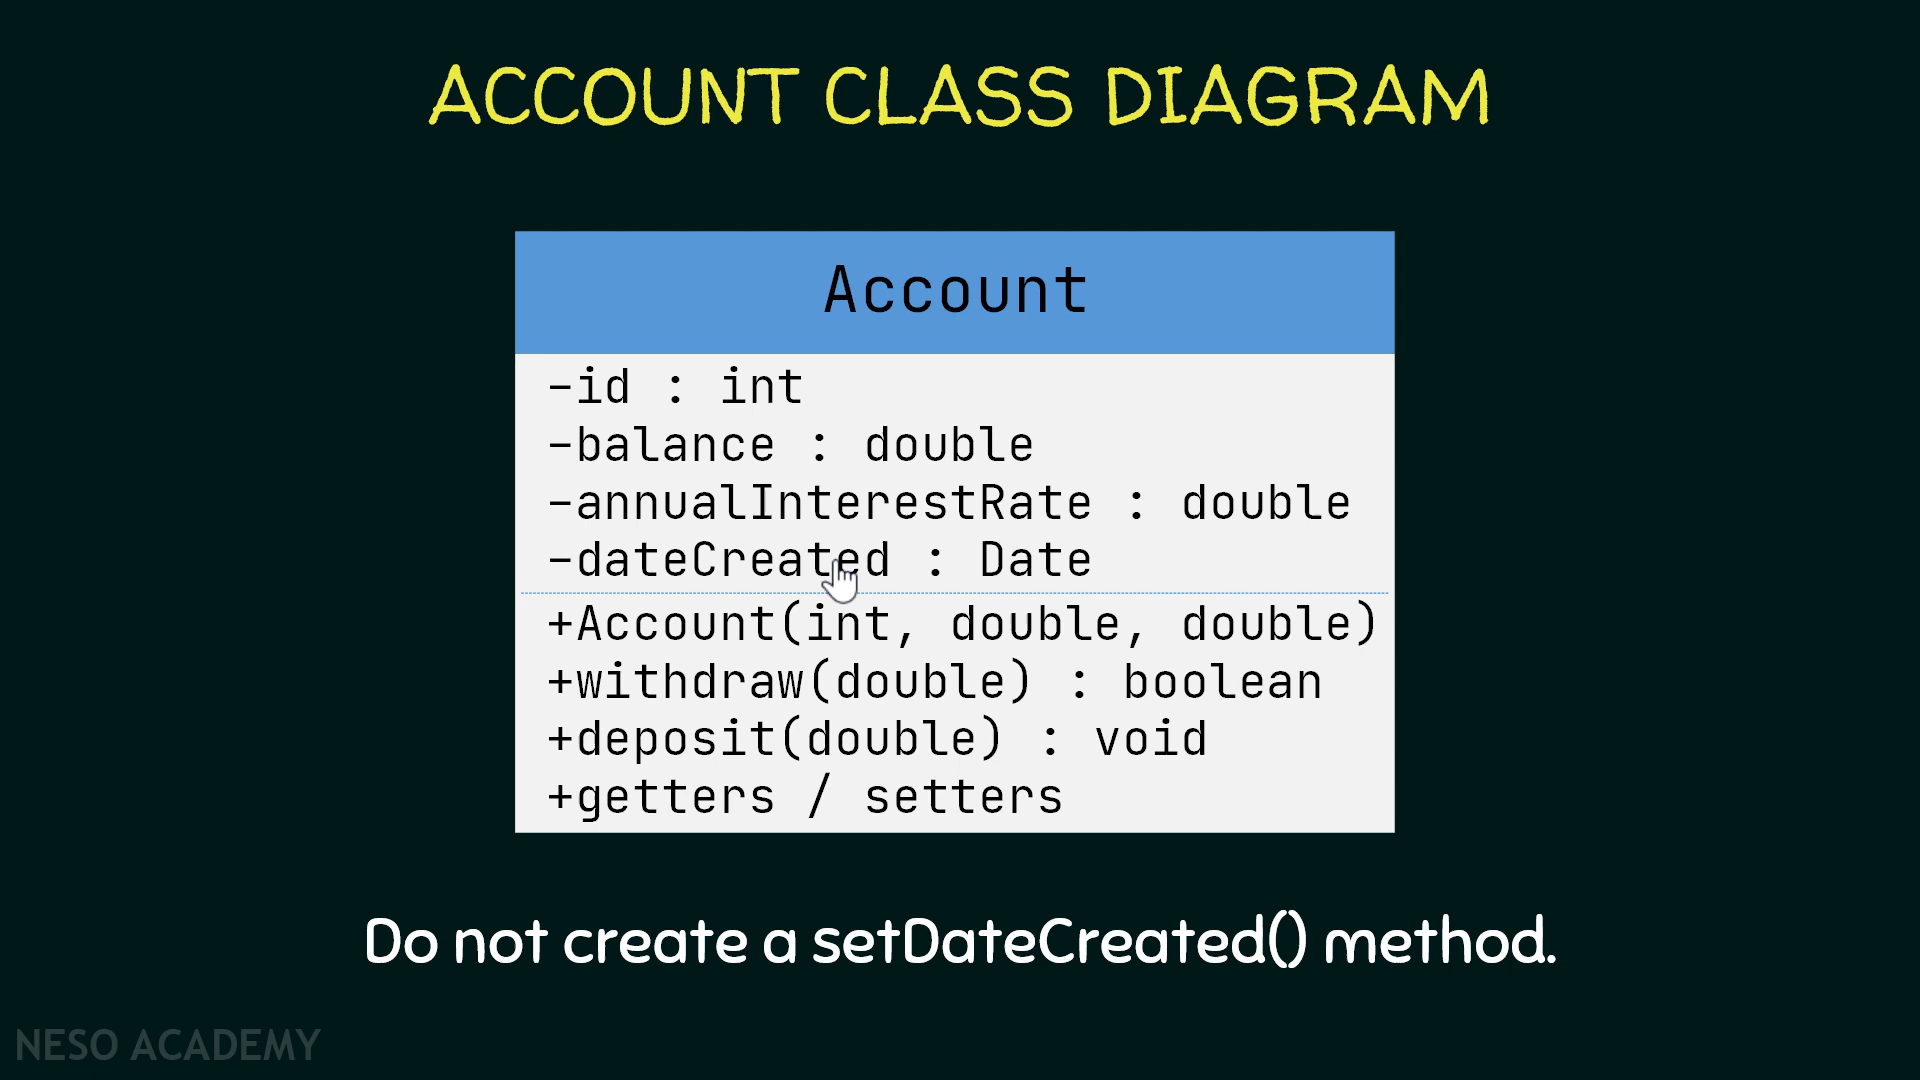 ACCOUNT CLASS DIAGRAM
Account
-id : int
-balance : double
-annualInterestRate : double
-dateCreated : Date
+Account(int, double, double)
+withdraw(double) : boolean
+deposit(double) : void
+getters / setters
Do not create a setDateCreated() method.
NESO ACADEMY